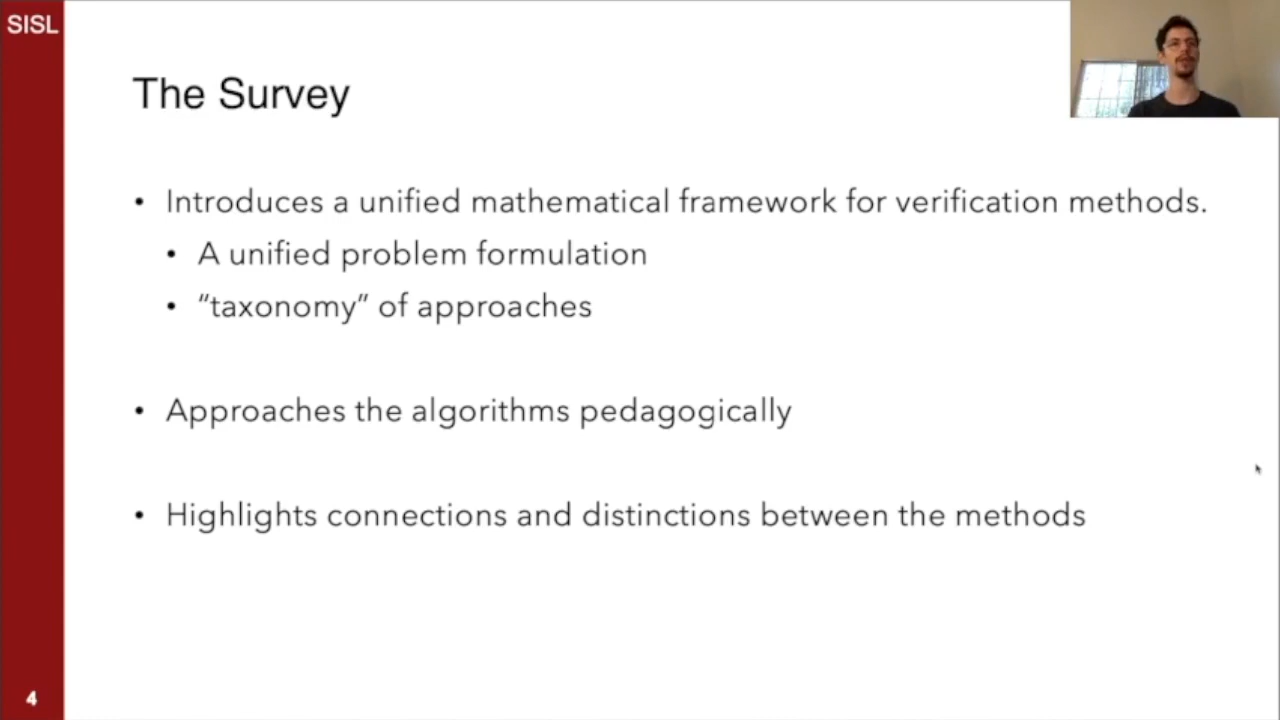 SISL
The Survey
• Introduces a unified mathematical framework for verification methods.
• A unified problem formulation
• “taxonomy” of approaches
• Approaches the algorithms pedagogically
• Highlights connections and distinctions between the methods
4